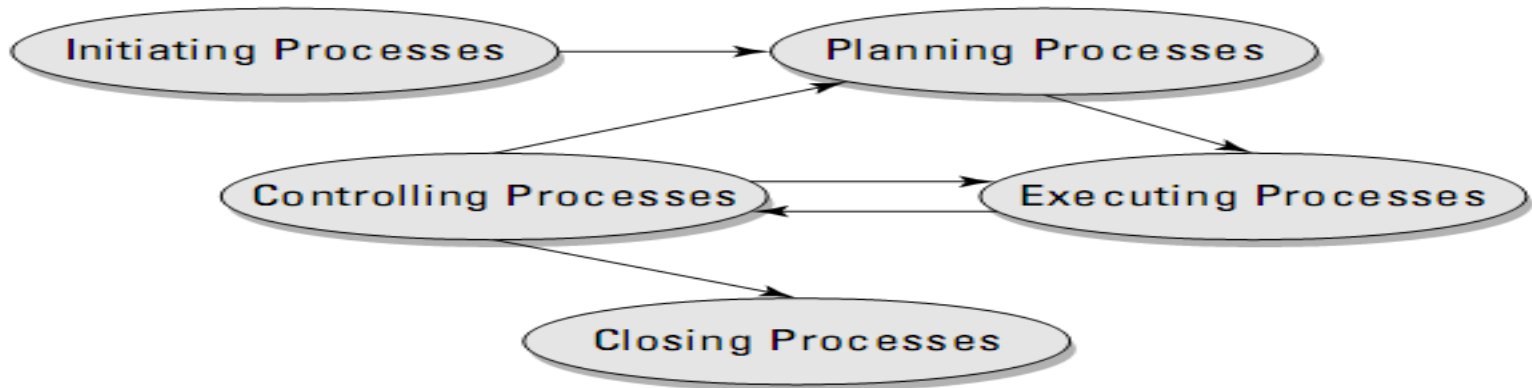 Initiating Processes
Planning Processes
Controlling Processes
Executing Processes
Closing Processes